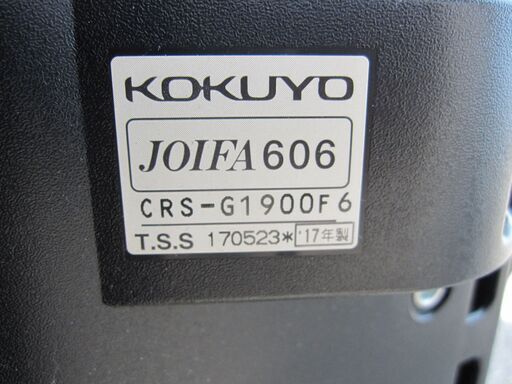 KOKUYO
JOIFA 606
CRS-G1900F6
T.S.S 170523* '17年製